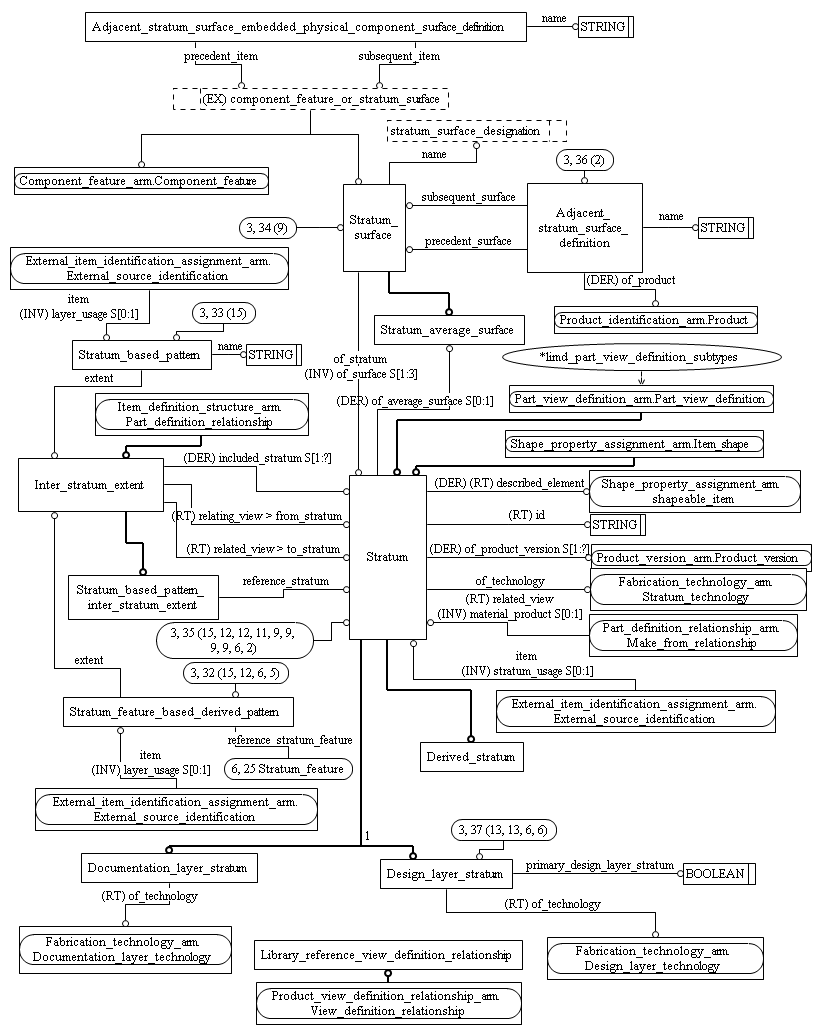 Adjacent_stratum_surface_embedded_physical_component_surface_definition
name
STRING
precedent_item
subsequent_item
(EX) component_feature_or_stratum_surface
stratum_surface_designation
name
3, 36 (2)
Component_feature_arm.Component_feature
Stratum_
surface
subsequent_surface
Adjacent_
stratum_surface_
definition
name
STRING
3, 34 (9)
precedent_surface
External_item_identification_assignment_arm.
External_source_identification
(DER) of_product
item
(INV) layer_usage S[0:1]
3, 33 (15)
Product_identification_arm.Product
Stratum_average_surface
Stratum_based_pattern
name
STRING
of_stratum
(INV) of_surface S[1:3]
*limd_part_view_definition_subtypes
extent
(DER) of_average_surface S[0:1]
Part_view_definition_arm.Part_view_definition
Item_definition_structure_arm.
Part_definition_relationship
Shape_property_assignment_arm.Item_shape
(DER) included_stratum S[1:?]
Inter_stratum_extent
(DER) (RT) described_element
Shape_property_assignment_arm.
shapeable_item
(RT) relating_view > from_stratum
(RT) id
STRING
(RT) related_view > to_stratum
Stratum
(DER) of_product_version S[1:?]
Product_version_arm.Product_version
Stratum_based_pattern_
inter_stratum_extent
reference_stratum
of_technology
Fabrication_technology_arm.
Stratum_technology
(RT) related_view
(INV) material_product S[0:1]
3, 35 (15, 12, 12, 11, 9, 9,
9, 9, 6, 2)
Part_definition_relationship_arm.
Make_from_relationship
extent
3, 32 (15, 12, 6, 5)
item
(INV) stratum_usage S[0:1]
Stratum_feature_based_derived_pattern
External_item_identification_assignment_arm.
External_source_identification
reference_stratum_feature
item
(INV) layer_usage S[0:1]
6, 25 Stratum_feature
Derived_stratum
External_item_identification_assignment_arm.
External_source_identification
1
3, 37 (13, 13, 6, 6)
Documentation_layer_stratum
Design_layer_stratum
primary_design_layer_stratum
BOOLEAN
(RT) of_technology
(RT) of_technology
Fabrication_technology_arm.
Documentation_layer_technology
Library_reference_view_definition_relationship
Fabrication_technology_arm.
Design_layer_technology
Product_view_definition_relationship_arm.
View_definition_relationship